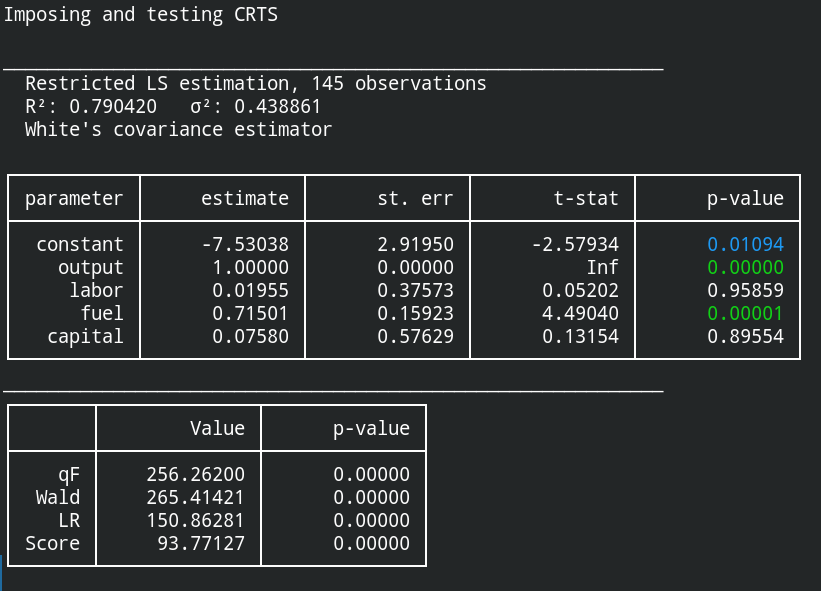 Imposing and testing CRTS
Restricted LS estimation, 145 observations
R²: 0.790420   σ²: 0.438861
White's covariance estimator
parameter estimate st. err t-stat p-value
constant -7.53038 2.91950 -2.57934 0.01094
output 1.00000 0.00000 Inf 0.00000
labor 0.01955 0.37573 0.05202 0.95859
fuel 0.71501 0.15923 4.49040 0.00001
capital 0.07580 0.57629 0.13154 0.89554
Value p-value
qF 256.26200 0.00000
Wald 265.41421 0.00000
LR 150.86281 0.00000
Score 93.77127 0.00000